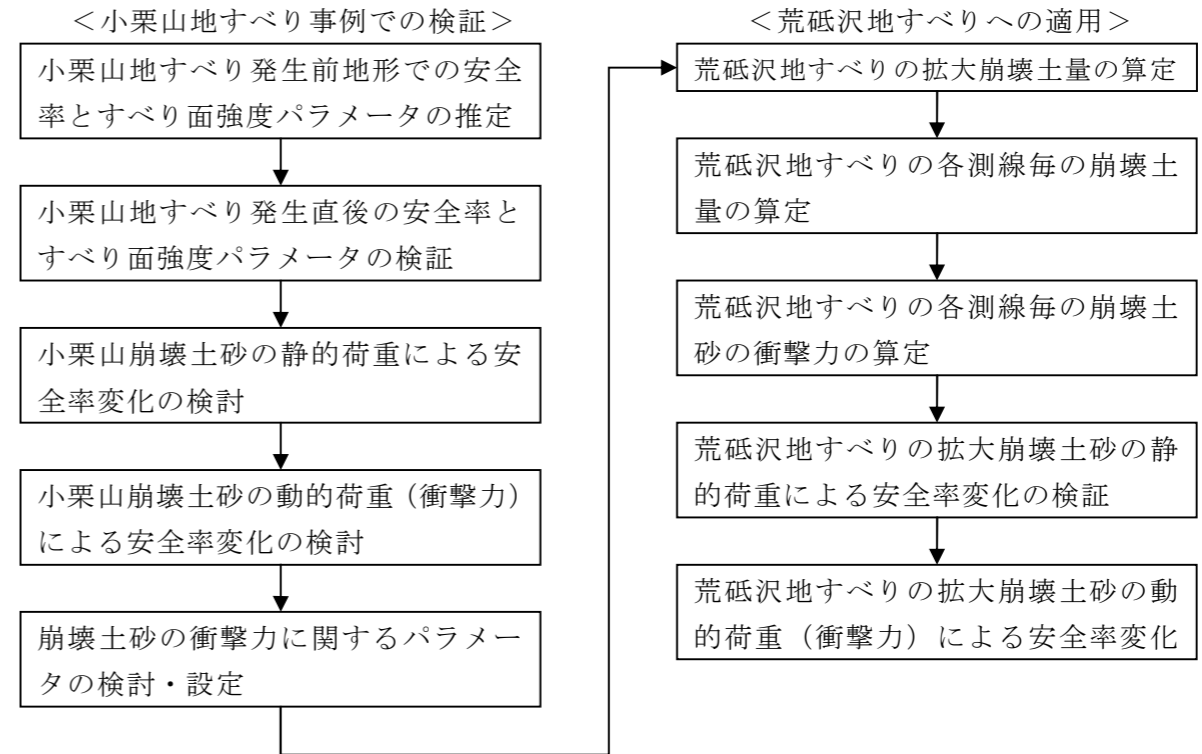 ＜小栗山地すべり事例での検証＞
小栗山地すべり発生前地形での安全
率とすべり面強度パラメータの推定
小栗山地すべり発生直後の安全率と
すべり面強度パラメータの検証
小栗山崩壊土砂の静的荷重による安
全率変化の検討
小栗山崩壊土砂の動的荷重（衝撃力）
による安全率変化の検討
崩壊土砂の衝撃力に関するパラメー
タの検討・設定
＜荒砥沢地すべりへの適用＞
荒砥沢地すべりの拡大崩壊土量の算定
荒砥沢地すべりの各測線毎の崩壊土
量の算定
荒砥沢地すべりの各測線毎の崩壊土
砂の衝撃力の算定
荒砥沢地すべりの拡大崩壊土砂の静
的荷重による安全率変化の検証
荒砥沢地すべりの拡大崩壊土砂の動
的荷重（衝撃力）による安全率変化